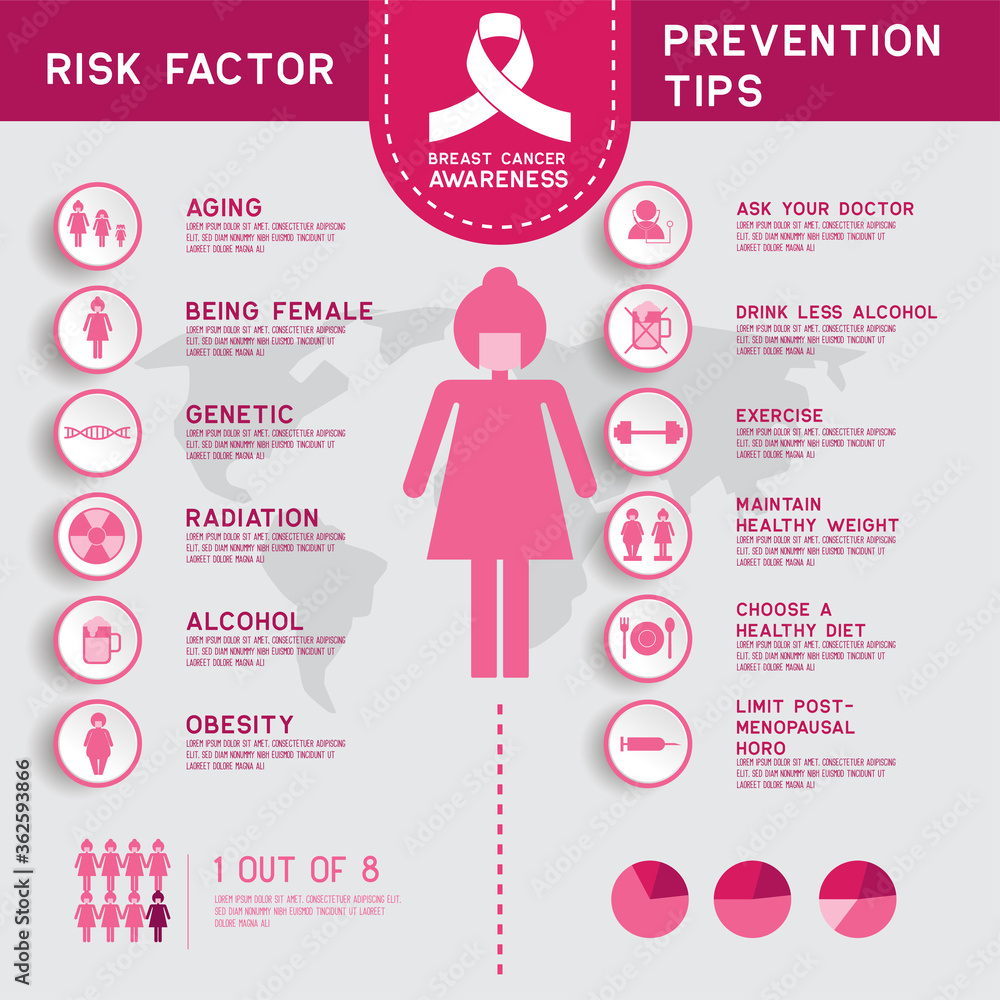 RISK FACTOR
PREVENTION
TIPS
BREAST CANCER
AWARENESS
AGING
LOREM IPSUM DOLOR SIT AMET, CONSECTETUER ADIPISCING
ELIT, SED DIAM NONUMMY NIBH EUISMOD TINCIDUNT UT
LAOREET DOLORE MAGNA ALI
BEING FEMALE
LOREM IPSUM DOLOR SIT AMET, CONSECTETUER ADIPISCING
ELIT, SED DIAM NONUMMY NIBH EUISMOD TINCIDUNT UT
LAOREET DOLORE MAGNA ALI
GENETIC
LOREM IPSUM DOLOR SIT AMET, CONSECTETUER ADIPISCING
ELIT, SED DIAM NONUMMY NIBH EUISMOD TINCIDUNT UT
LAOREET DOLORE MAGNA ALI
RADIATION
LOREM IPSUM DOLOR SIT AMET, CONSECTETUER ADIPISCING
ELIT, SED DIAM NONUMMY NIBH EUISMOD TINCIDUNT UT
LAOREET DOLORE MAGNA ALI
ALCOHOL
LOREM IPSUM DOLOR SIT AMET, CONSECTETUER ADIPISCING
ELIT, SED DIAM NONUMMY NIBH EUISMOD TINCIDUNT UT
LAOREET DOLORE MAGNA ALI
OBESITY
LOREM IPSUM DOLOR SIT AMET, CONSECTETUER ADIPISCING
ELIT, SED DIAM NONUMMY NIBH EUISMOD TINCIDUNT UT
LAOREET DOLORE MAGNA ALI
1 OUT OF 8
LOREM IPSUM DOLOR SIT AMET, CONSECTETUER ADIPISCING
ELIT, SED DIAM NONUMMY NIBH EUISMOD TINCIDUNT UT
LAOREET DOLORE MAGNA ALI
ASK YOUR DOCTOR
LOREM IPSUM DOLOR SIT AMET, CONSECTETUER ADIPISCING
ELIT, SED DIAM NONUMMY NIBH EUISMOD TINCIDUNT UT
LAOREET DOLORE MAGNA ALI
DRINK LESS ALCOHOL
LOREM IPSUM DOLOR SIT AMET, CONSECTETUER ADIPISCING
ELIT, SED DIAM NONUMMY NIBH EUISMOD TINCIDUNT UT
LAOREET DOLORE MAGNA ALI
EXERCISE
LOREM IPSUM DOLOR SIT AMET, CONSECTETUER ADIPISCING
ELIT, SED DIAM NONUMMY NIBH EUISMOD TINCIDUNT UT
LAOREET DOLORE MAGNA ALI
MAINTAIN
HEALTHY WEIGHT
LOREM IPSUM DOLOR SIT AMET, CONSECTETUER ADIPISCING
ELIT, SED DIAM NONUMMY NIBH EUISMOD TINCIDUNT UT
LAOREET DOLORE MAGNA ALI
CHOOSE A
HEALTHY DIET
LOREM IPSUM DOLOR SIT AMET, CONSECTETUER ADIPISCING
ELIT, SED DIAM NONUMMY NIBH EUISMOD TINCIDUNT UT
LAOREET DOLORE MAGNA ALI
LIMIT POST-
MENOPAUSAL
HORO
LOREM IPSUM DOLOR SIT AMET, CONSECTETUER ADIPISCING
ELIT, SED DIAM NONUMMY NIBH EUISMOD TINCIDUNT UT
LAOREET DOLORE MAGNA ALI
Adobe Stock | #362593866